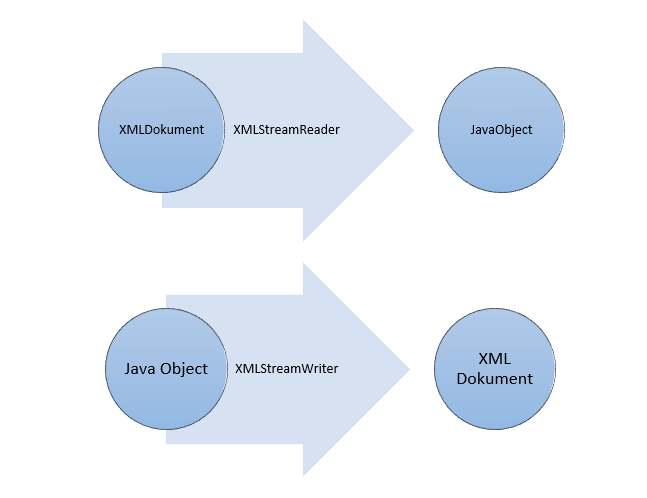 XMLDokument
XMLStreamReader
JavaObject
Java Object
XMLStreamWriter
XML
Dokument